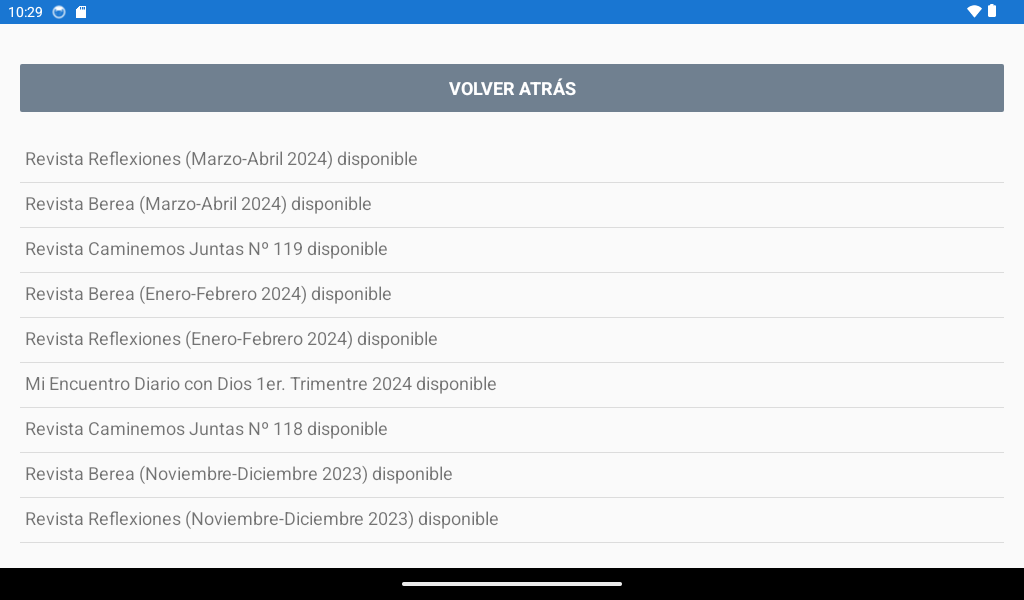 10:29
VOLVER ATRÁS
Revista Reflexiones (Marzo-Abril 2024) disponible
Revista Berea (Marzo-Abril 2024) disponible
Revista Caminemos Juntas Nº 119 disponible
Revista Berea (Enero-Febrero 2024) disponible
Revista Reflexiones (Enero-Febrero 2024) disponible
Mi Encuentro Diario con Dios 1er. Trimentre 2024 disponible
Revista Caminemos Juntas Nº 118 disponible
Revista Berea (Noviembre-Diciembre 2023) disponible
Revista Reflexiones (Noviembre-Diciembre 2023) disponible